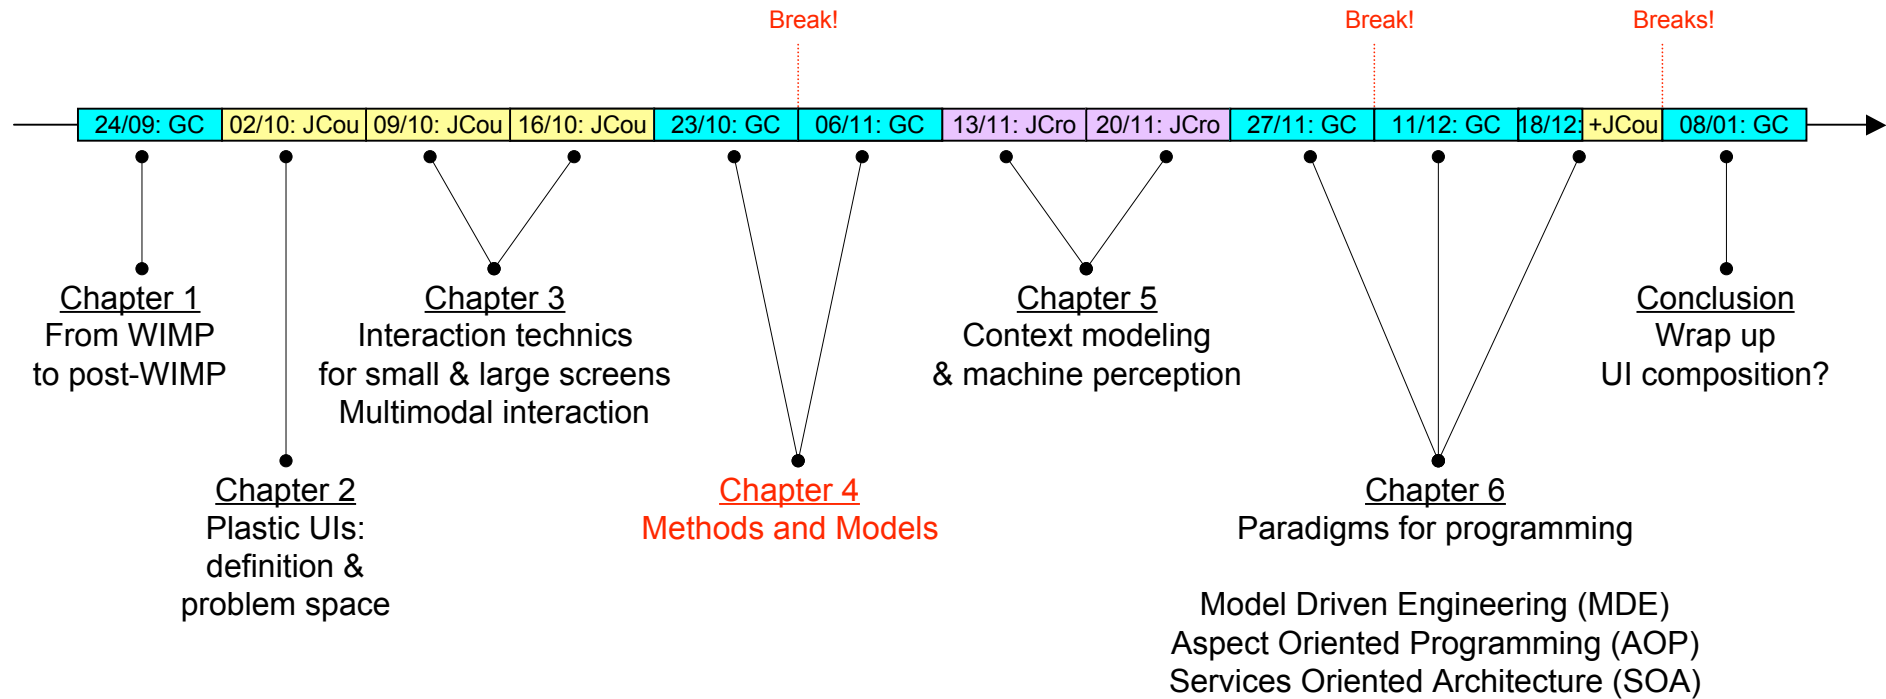 Break!
Break!
Breaks!
24/09: GC
02/10: JCou
09/10: JCou
16/10: JCou
23/10: GC
06/11: GC
13/11: JCro
20/11: JCro
27/11: GC
11/12: GC
18/12:
+JCou
08/01: GC
Chapter 1
From WIMP
to post-WIMP
Chapter 3
Interaction technics
for small & large screens
Multimodal interaction
Chapter 5
Context modeling
& machine perception
Conclusion
Wrap up
UI composition?
Chapter 2
Plastic UIs:
definition &
problem space
Chapter 4
Methods and Models
Chapter 6
Paradigms for programming
Model Driven Engineering (MDE)
Aspect Oriented Programming (AOP)
Services Oriented Architecture (SOA)